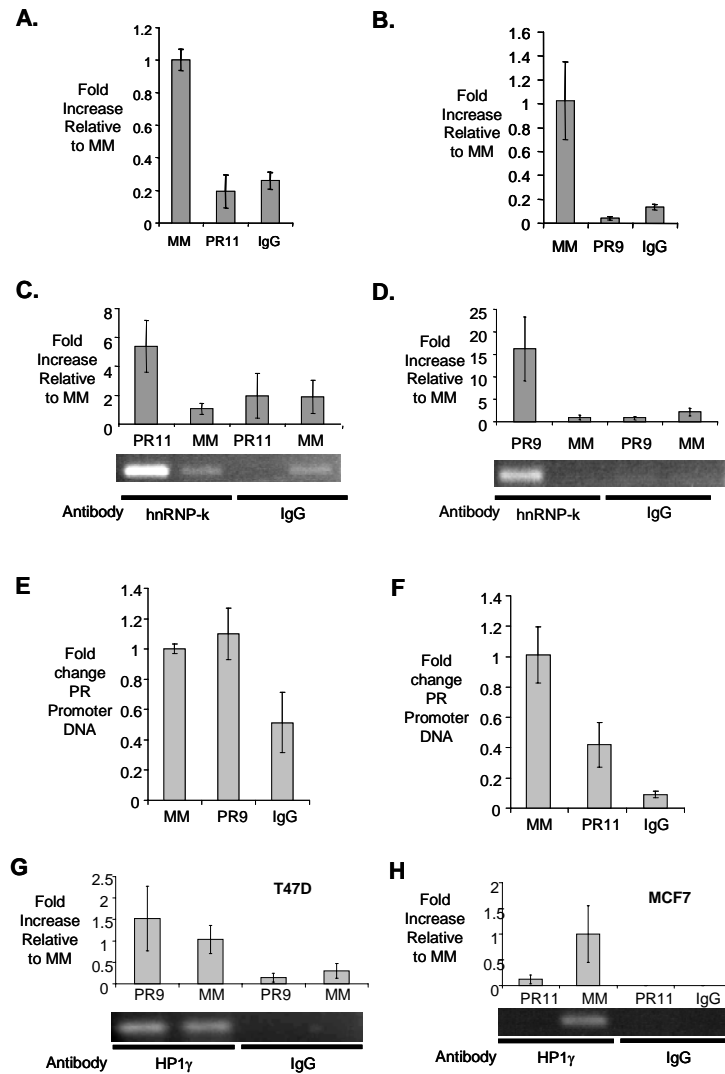 A.
Fold
Increase
Relative
to MM
1.2
1
0.8
0.6
0.4
0.2
0
MM PR11 IgG
B.
Fold
Increase
Relative
to MM
1.6
1.4
1.2
1
0.8
0.6
0.4
0.2
0
MM PR9 IgG
C.
Fold
Increase
Relative
to MM
8
6
4
2
0
PR11 MM PR11 MM
Antibody hnRNP-k IgG
D.
Fold
Increase
Relative
to MM
25
20
15
10
5
0
PR9 MM PR9 MM
Antibody hnRNP-k IgG
E
Fold
change
PR
Promoter
DNA
1.4
1.2
1
0.8
0.6
0.4
0.2
0
MM PR9 IgG
F
Fold
change
PR
Promoter
DNA
1.4
1.2
1
0.8
0.6
0.4
0.2
0
MM PR11 IgG
G
T47D
Fold
Increase
Relative
to MM
2.5
2
1.5
1
0.5
0
PR9 MM PR9 MM
Antibody HP1γ IgG
H
MCF7
Fold
Increase
Relative
to MM
2
1.5
1
0.5
0
PR11 MM PR11 IgG
Antibody HP1γ IgG